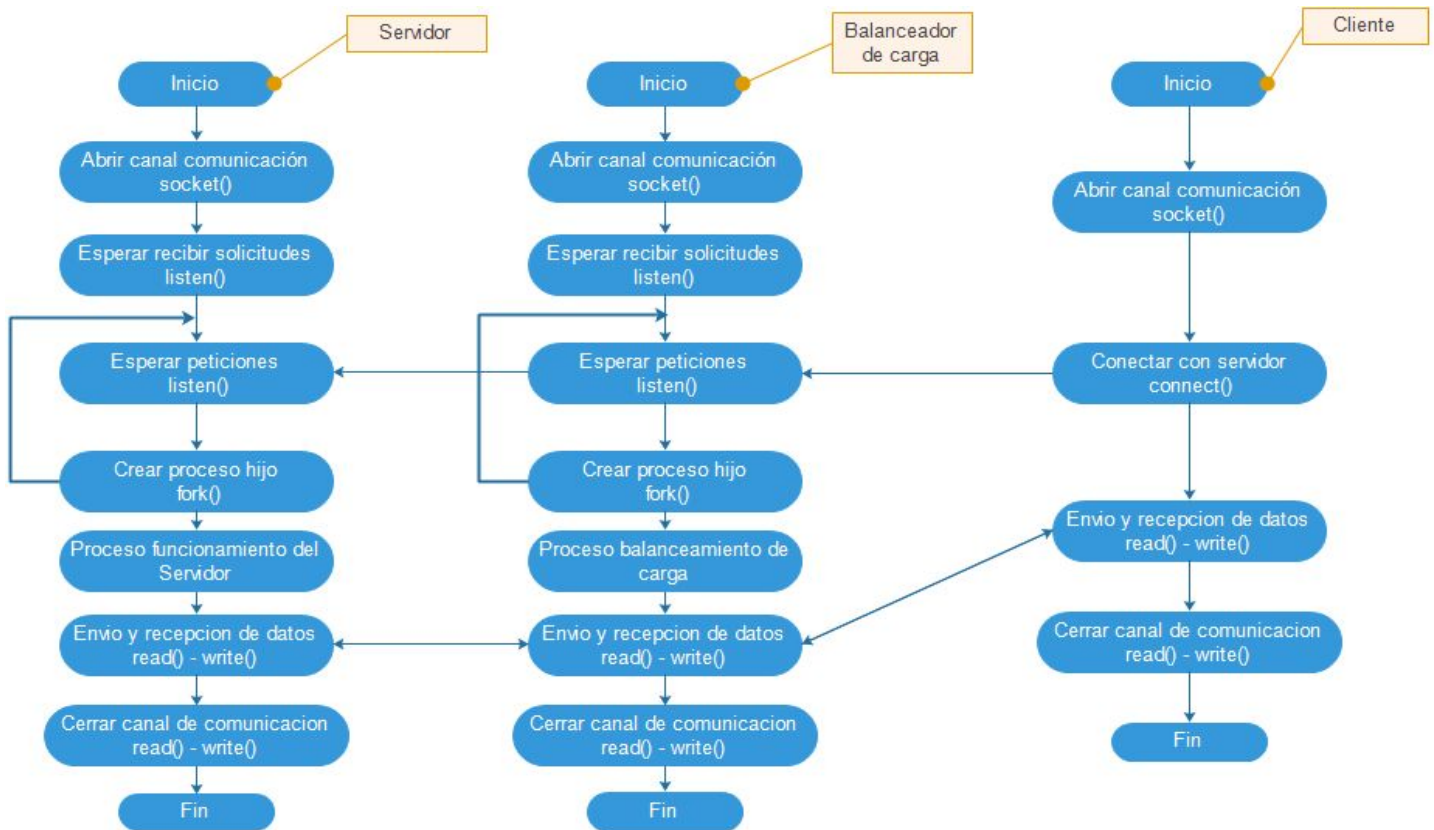 Servidor
Inicio
Abrir canal comunicación
socket()
Esperar recibir solicitudes
listen()
Esperar peticiones
listen()
Crear proceso hijo
fork()
Proceso funcionamiento del
Servidor
Envio y recepcion de datos
read() - write()
Cerrar canal de comunicacion
read() - write()
Fin
Balanceador
de carga
Inicio
Abrir canal comunicación
socket()
Esperar recibir solicitudes
listen()
Esperar peticiones
listen()
Crear proceso hijo
fork()
Proceso balanceamiento de
carga
Envio y recepcion de datos
read() - write()
Cerrar canal de comunicacion
read() - write()
Fin
Cliente
Inicio
Abrir canal comunicación
socket()
Conectar con servidor
connect()
Envio y recepcion de datos
read() - write()
Cerrar canal de comunicacion
read() - write()
Fin